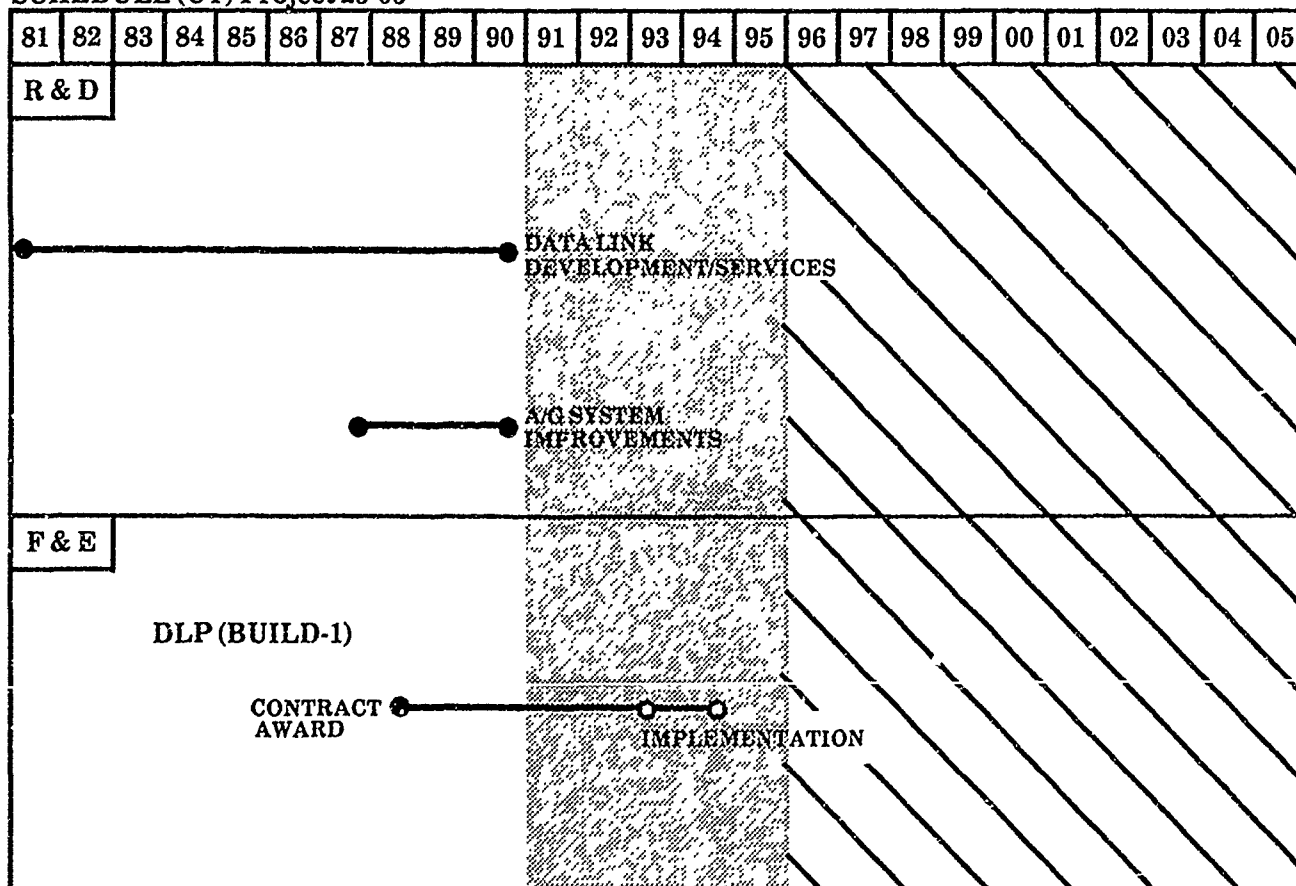 81 82 83 84 85 86 87 88 89 90 91 92 93 94 95 96 97 98 99 00 01 02 03 04 05
R & D
DATA LINK
DEVELOPMENT/SERVICES
A/G SYSTEM
IMPROVEMENTS
F & E
DLP (BUILD-1)
CONTRACT
AWARD
IMPLEMENTATION